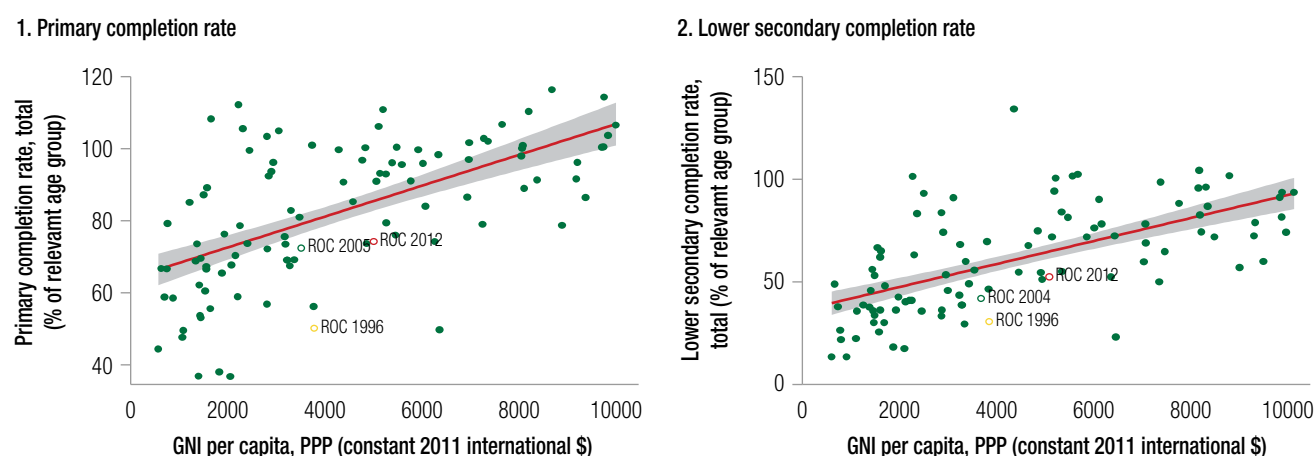 1. Primary completion rate
Primary completion rate, total
(% of relevant age group)
120
100
80
60
40
ROC 2005
ROC 2012
ROC 1996
0
2000
4000
6000
8000
10000
GNI per capita, PPP (constant 2011 international $)
2. Lower secondary completion rate
Lower secondary completion rate,
total (% of relevant age group)
150
100
50
0
ROC 2012
ROC 2004
ROC 1996
0
2000
4000
6000
8000
10000
GNI per capita, PPP (constant 2011 international $)